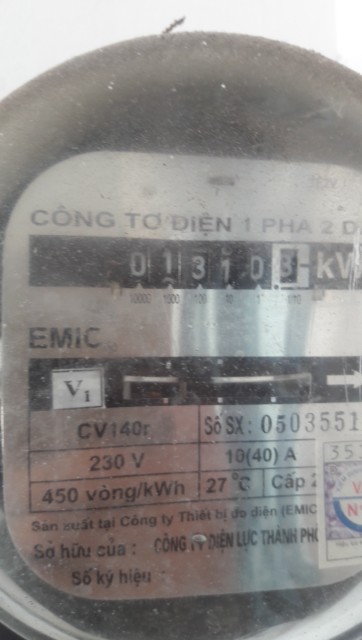 CÔNG TƠ ĐIỆN 1 PHA 2 D
0 1 3 1 0 3 kW
10000 1000 100 10 1 1/10
EMIC
V1
CV140r Số SX: 0503551
230 V 10(40) A
450 vòng/kWh 27 °C Cấp 2
Sản xuất tại Công ty Thiết bị đo điện (EMIC
Sở hữu của : CÔNG TY ĐIỆN LỰC THÀNH PHỐ
Số ký hiệu :